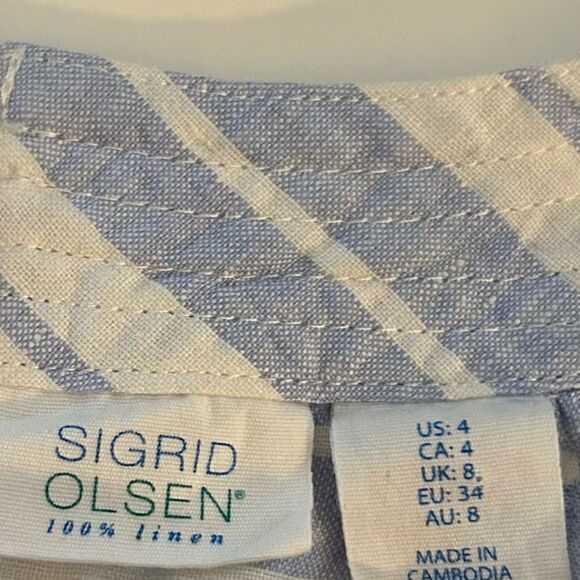 SIGRID
OLSEN®
100% linen
US: 4
CA: 4
UK: 8
EU: 34
AU: 8
MADE IN
CAMBODIA